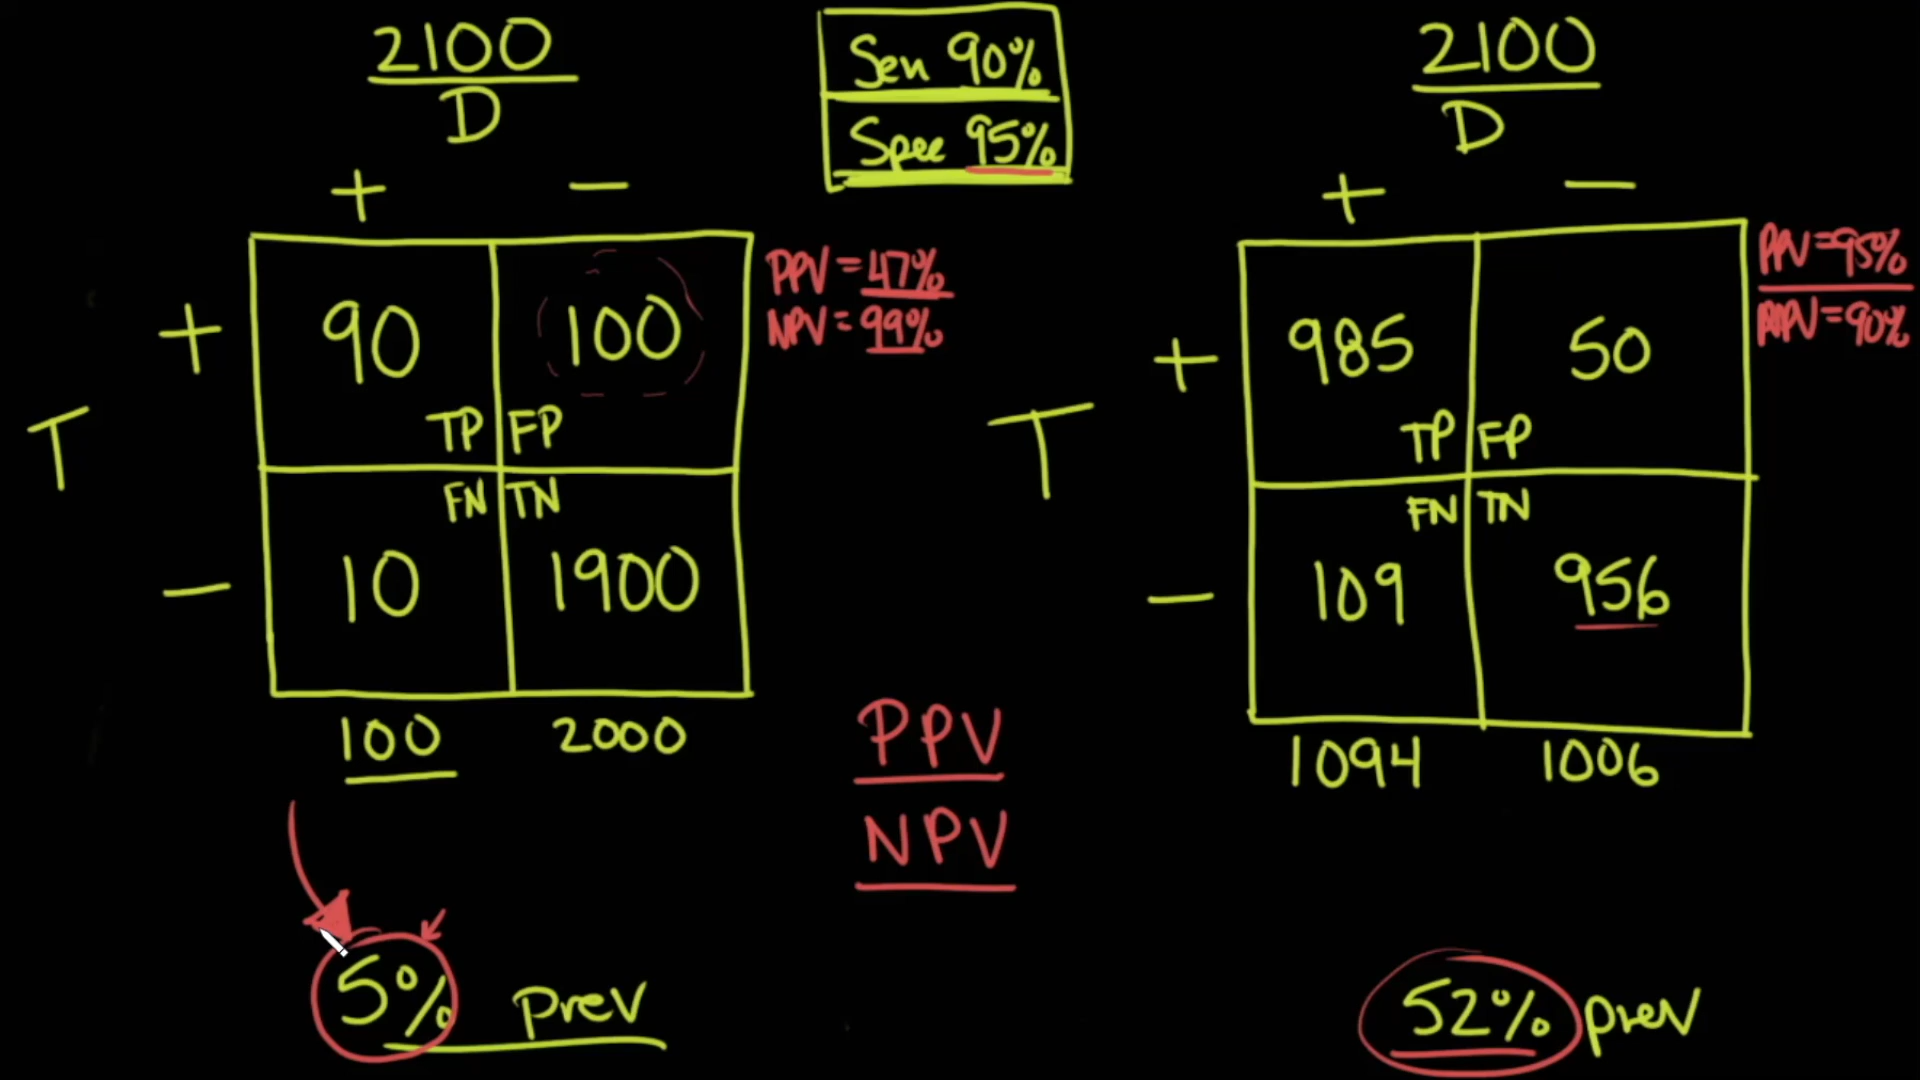 2100
D
+ −
T
+
90
100
TP FP
−
FN TN
10
1900
100
2000
5% prev
Sen 90%
Spec 95%
PPV = 47%
NPV = 99%
PPV
NPV
2100
D
+ −
T
+
985
50
TP FP
−
FN TN
109
956
1094
1006
PPV = 95%
NPV = 90%
52% prev